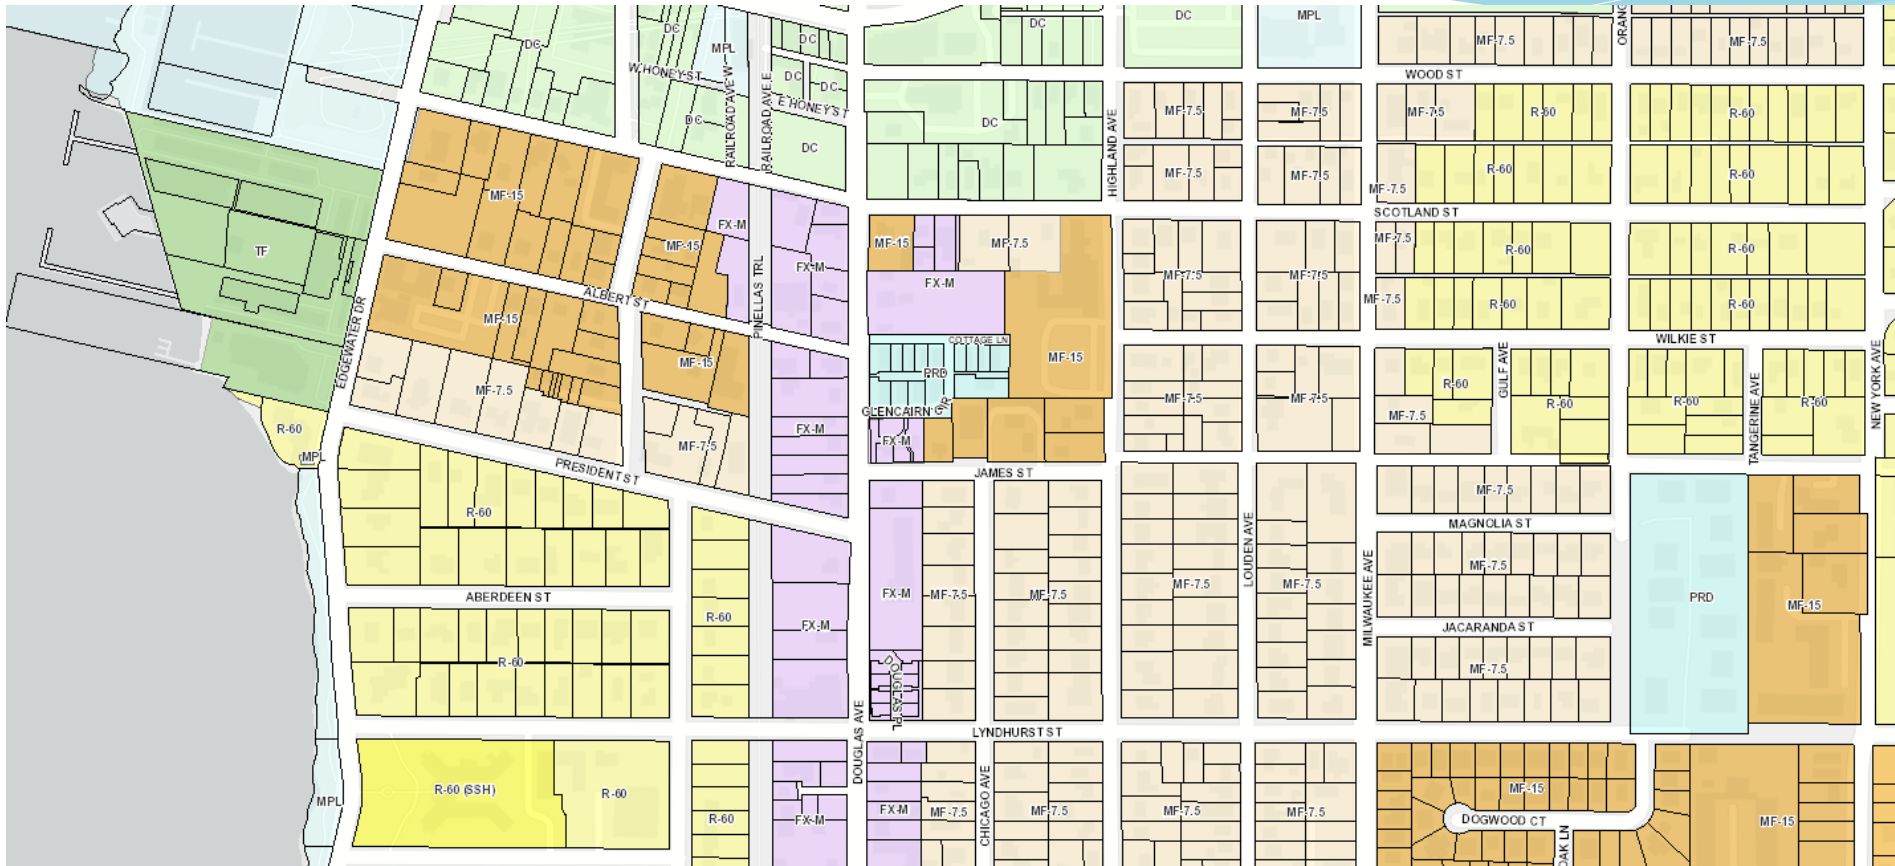 DC
DC
DC
DC
DC
MPL
MF-7.5
MF-7.5
ORANG
MPL
W HONEY ST
RAILROAD AVE W
RAILROAD AVE E
DC
DC
E HONEY ST
WOOD ST
DC
DC
DC
HIGHLAND AVE
MF-7.5
MF-7.5
MF-7.5
R-60
R-60
MF-15
MF-7.5
MF-7.5
MF-7.5
R-60
R-60
SCOTLAND ST
TF
MF-15
FX-M
FX-M
MF-15
FX-M
MF-7.5
MF-7.5
MF-7.5
MF-7.5
R-60
R-60
ALBERT ST
PINELLAS TRL
MF-7.5
R-60
R-60
EDGEWATER DR
MF-15
MF-15
COTTAGE LN
MF-15
WILKIE ST
GULF AVE
NEW YORK AVE
MF-7.5
PRD
GLENCAIRN CIR
MF-7.5
MF-7.5
MF-7.5
R-60
R-60
R-60
TANGERINE AVE
R-60
R-60
MPL
MF-7.5
FX-M
FX-M
PRESIDENT ST
JAMES ST
R-60
MF-7.5
MAGNOLIA ST
LOUDEN AVE
MILWAUKEE AVE
MF-7.5
ABERDEEN ST
R-60
FX-M
FX-M
MF-7.5
MF-7.5
MF-7.5
MF-7.5
PRD
MF-15
JACARANDA ST
R-60
DOUGLAS PL
MF-7.5
DOUGLAS AVE
LYNDHURST ST
R-60 (SSH)
R-60
MPL
R-60
FX-M
FX-M
MF-7.5
CHICAGO AVE
MF-7.5
MF-7.5
MF-7.5
MF-15
DOGWOOD CT
OAK LN
MF-15